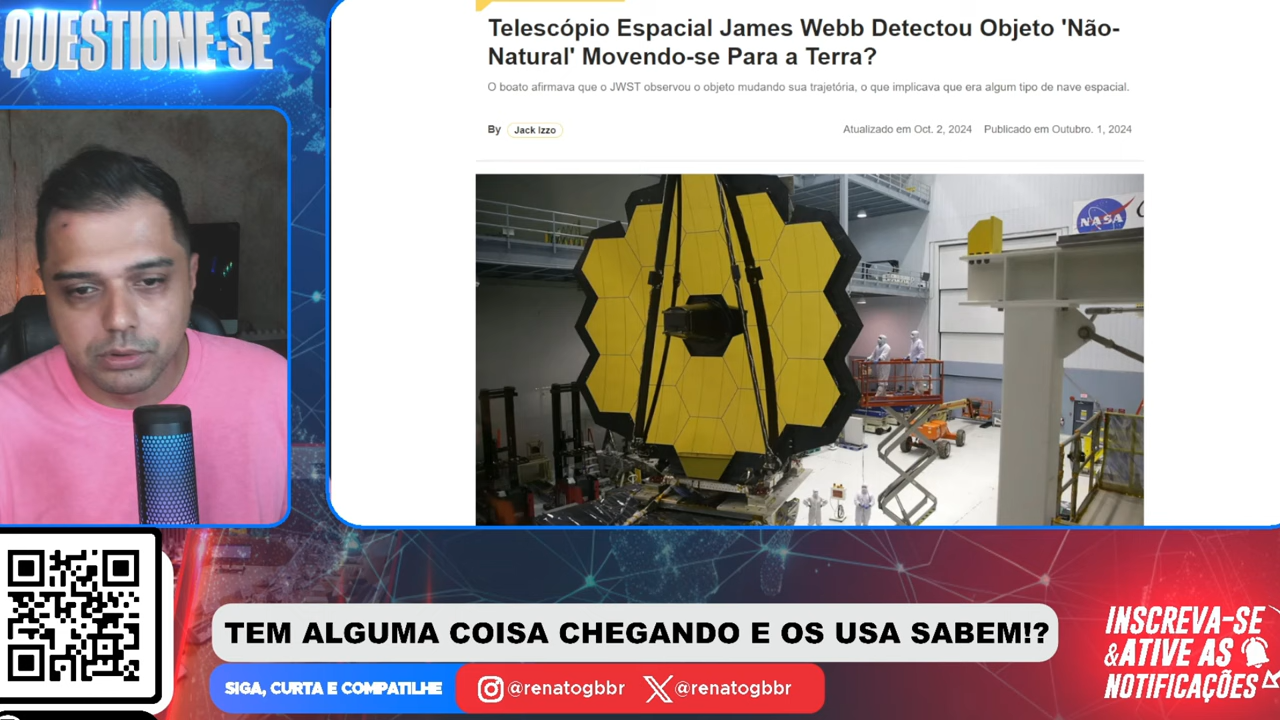 QUESTIONE-SE
Telescópio Espacial James Webb Detectou Objeto 'Não-
Natural' Movendo-se Para a Terra?
O boato afirmava que o JWST observou o objeto mudando sua trajetória, o que implicava que era algum tipo de nave espacial.
By Jack Izzo
Atualizado em Oct. 2, 2024 Publicado em Outubro. 1, 2024
NASA
TEM ALGUMA COISA CHEGANDO E OS USA SABEM!?
SIGA, CURTA E COMPATILHE
@renatogbbr @renatogbbr
INSCREVA-SE
&ATIVE AS
NOTIFICAÇÕES